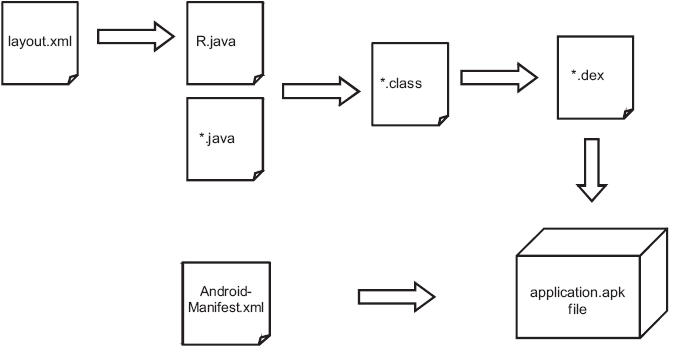 layout.xml
R.java
*.java
*.class
*.dex
Android-
Manifest.xml
application.apk
file